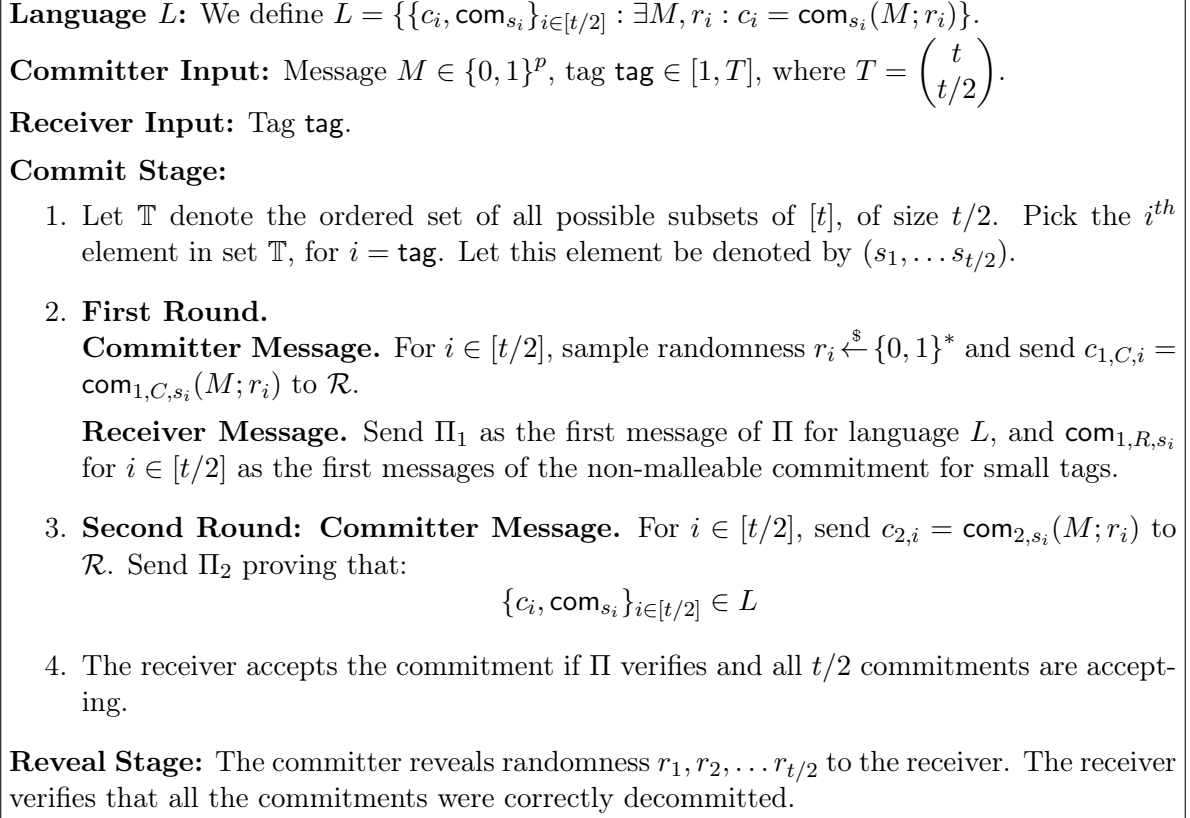 Language L: We define L = {{c_i, com_{s_i}}_{i∈[t/2]} : ∃M, r_i : c_i = com_{s_i}(M; r_i)}.
Committer Input: Message M ∈ {0, 1}^p, tag tag ∈ [1, T], where T = \binom{t}{t/2}.
Receiver Input: Tag tag.
Commit Stage:
1. Let 𝕋 denote the ordered set of all possible subsets of [t], of size t/2. Pick the i^{th}
element in set 𝕋, for i = tag. Let this element be denoted by (s_1, … s_{t/2}).
2. First Round.
Committer Message. For i ∈ [t/2], sample randomness r_i \xleftarrow{$} {0, 1}^* and send c_{1,C,i} =
com_{1,C,s_i}(M; r_i) to ℛ.
Receiver Message. Send Π_1 as the first message of Π for language L, and com_{1,R,s_i}
for i ∈ [t/2] as the first messages of the non-malleable commitment for small tags.
3. Second Round: Committer Message. For i ∈ [t/2], send c_{2,i} = com_{2,s_i}(M; r_i) to
ℛ. Send Π_2 proving that:
{c_i, com_{s_i}}_{i∈[t/2]} ∈ L
4. The receiver accepts the commitment if Π verifies and all t/2 commitments are accept-
ing.
Reveal Stage: The committer reveals randomness r_1, r_2, … r_{t/2} to the receiver. The receiver
verifies that all the commitments were correctly decommitted.